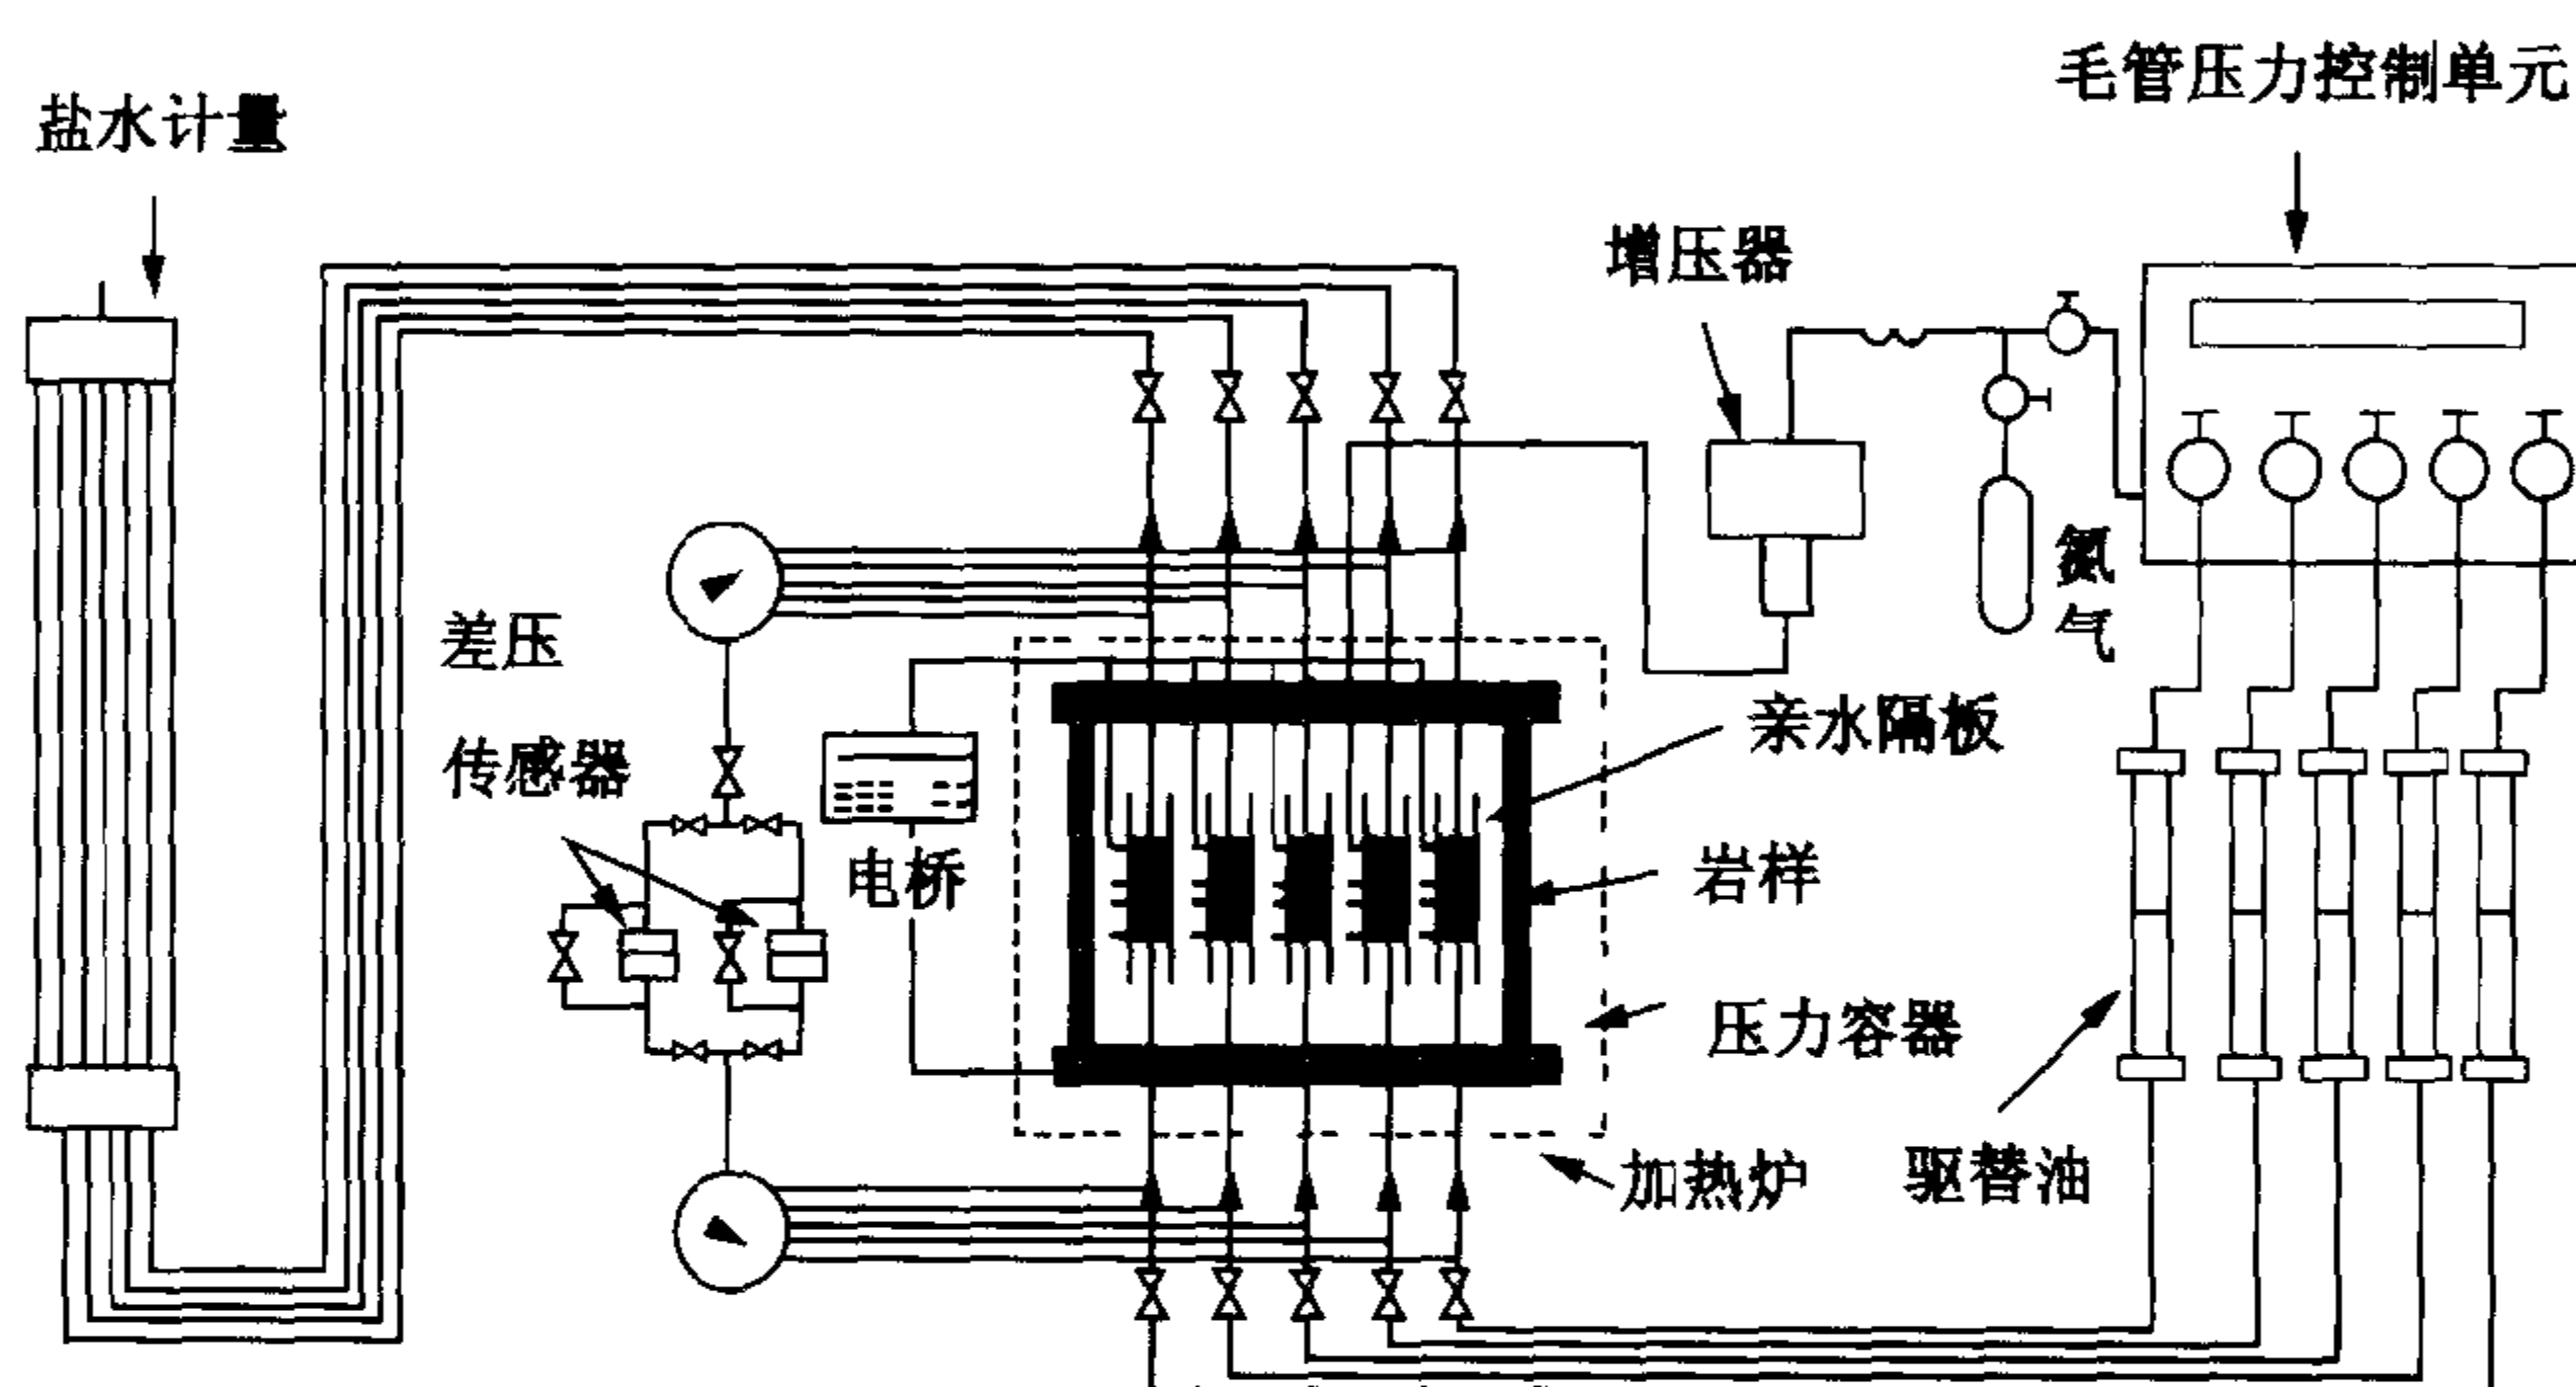 毛管压力控制单元
盐水计量
增压器
氮
气
差压
传感器
亲水隔板
电桥
岩样
压力容器
加热炉
驱替油